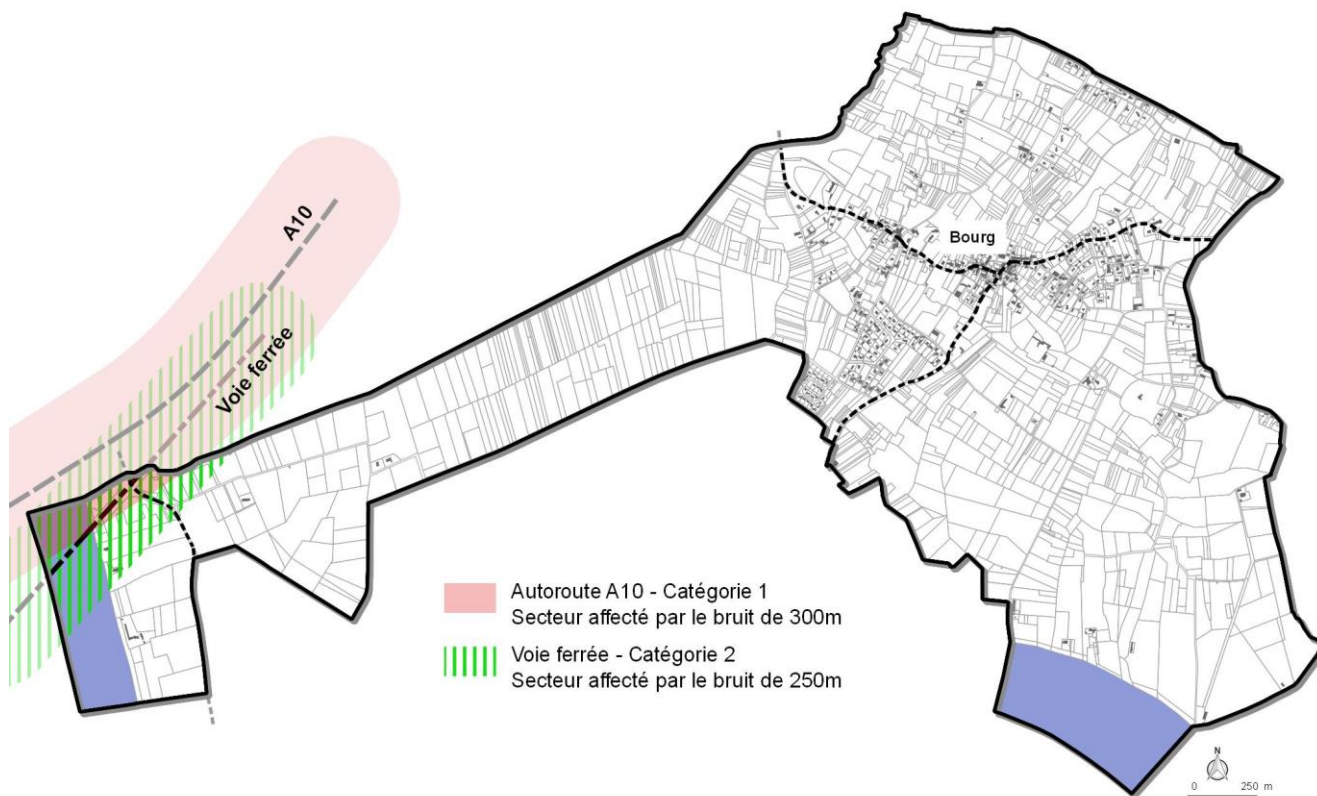 A10
Voie ferrée
Bourg
Autoroute A10 - Catégorie 1
Secteur affecté par le bruit de 300m
Voie ferrée - Catégorie 2
Secteur affecté par le bruit de 250m
N
0 250 m